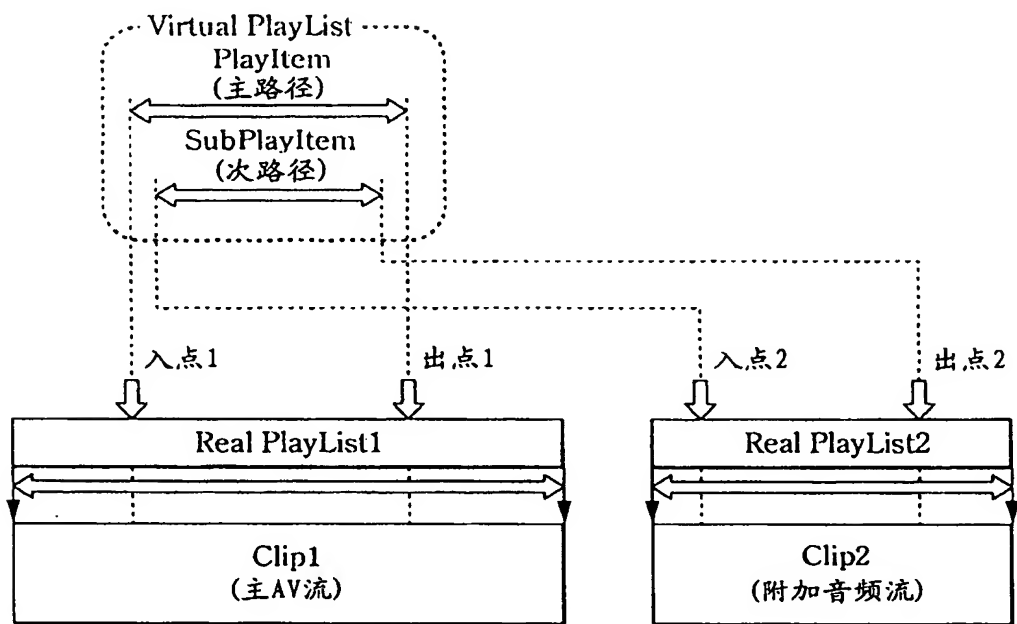 Virtual PlayList
PlayItem
(主路径)
SubPlayItem
(次路径)
入点1
出点1
入点2
出点2
Real PlayList1
Real PlayList2
Clip1
(主AV流)
Clip2
(附加音频流)